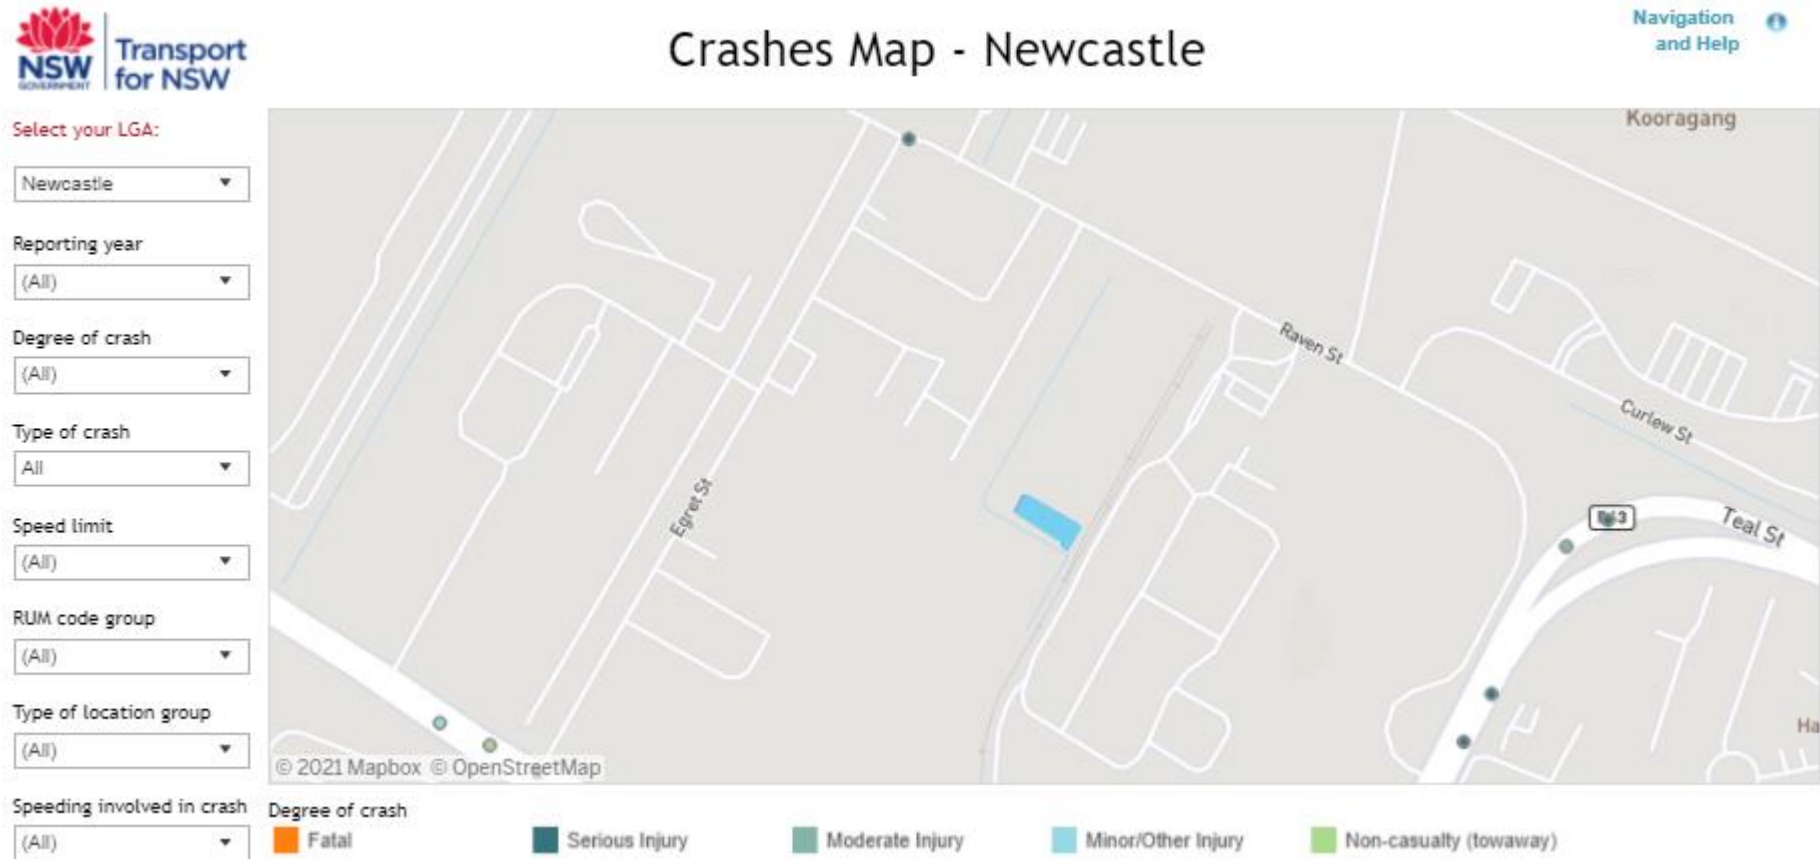 NSW
GOVERNMENT
Transport
for NSW
Crashes Map - Newcastle
Navigation
and Help
Select your LGA:
Newcastle
Reporting year
(All)
Degree of crash
(All)
Type of crash
All
Speed limit
(All)
RUM code group
(All)
Type of location group
(All)
Speeding involved in crash
(All)
Kooragang
Raven St
Curlew St
Egret St
Teal St
Ha
© 2021 Mapbox © OpenStreetMap
Degree of crash
Fatal
Serious Injury
Moderate Injury
Minor/Other Injury
Non-casualty (towaway)